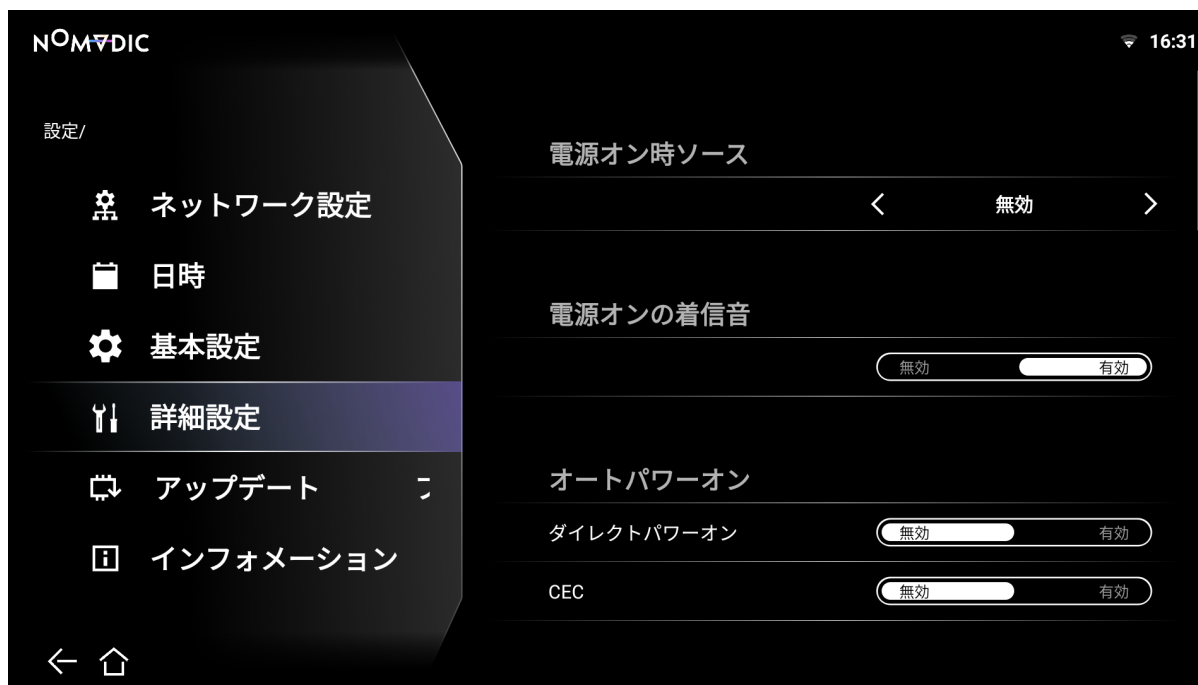 NOMADIC
16:31
設定/
ネットワーク設定
日時
基本設定
詳細設定
アップデート
インフォメーション
電源オン時ソース
無効
電源オンの着信音
無効 有効
オートパワーオン
ダイレクトパワーオン
無効 有効
CEC
無効 有効